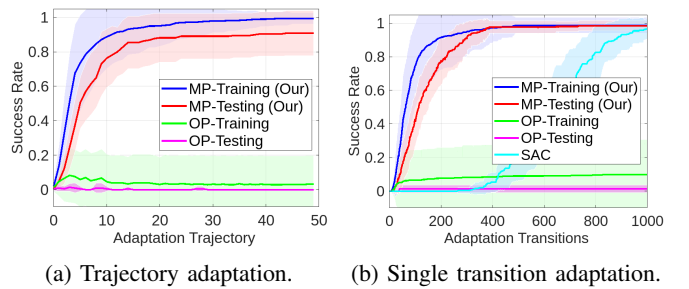 1
0.8
0.6
0.4
0.2
0
Success Rate
MP-Training (Our)
MP-Testing (Our)
OP-Training
OP-Testing
0 10 20 30 40 50
Adaptation Trajectory
(a) Trajectory adaptation.
1
0.8
0.6
0.4
0.2
0
Success Rate
MP-Training (Our)
MP-Testing (Our)
OP-Training
OP-Testing
SAC
0 200 400 600 800 1000
Adaptation Transitions
(b) Single transition adaptation.